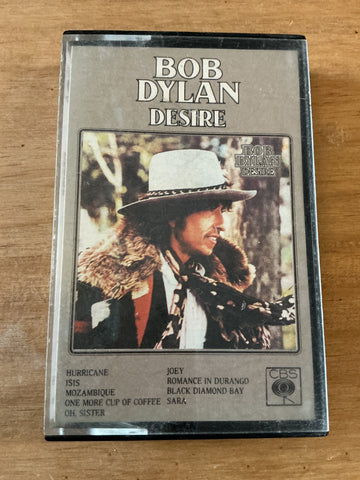 BOB
DYLAN
DESIRE
BOB
DYLAN
DESIRE
HURRICANE
ISIS
MOZAMBIQUE
ONE MORE CUP OF COFFEE
OH, SISTER
JOEY
ROMANCE IN DURANGO
BLACK DIAMOND BAY
SARA
CBS